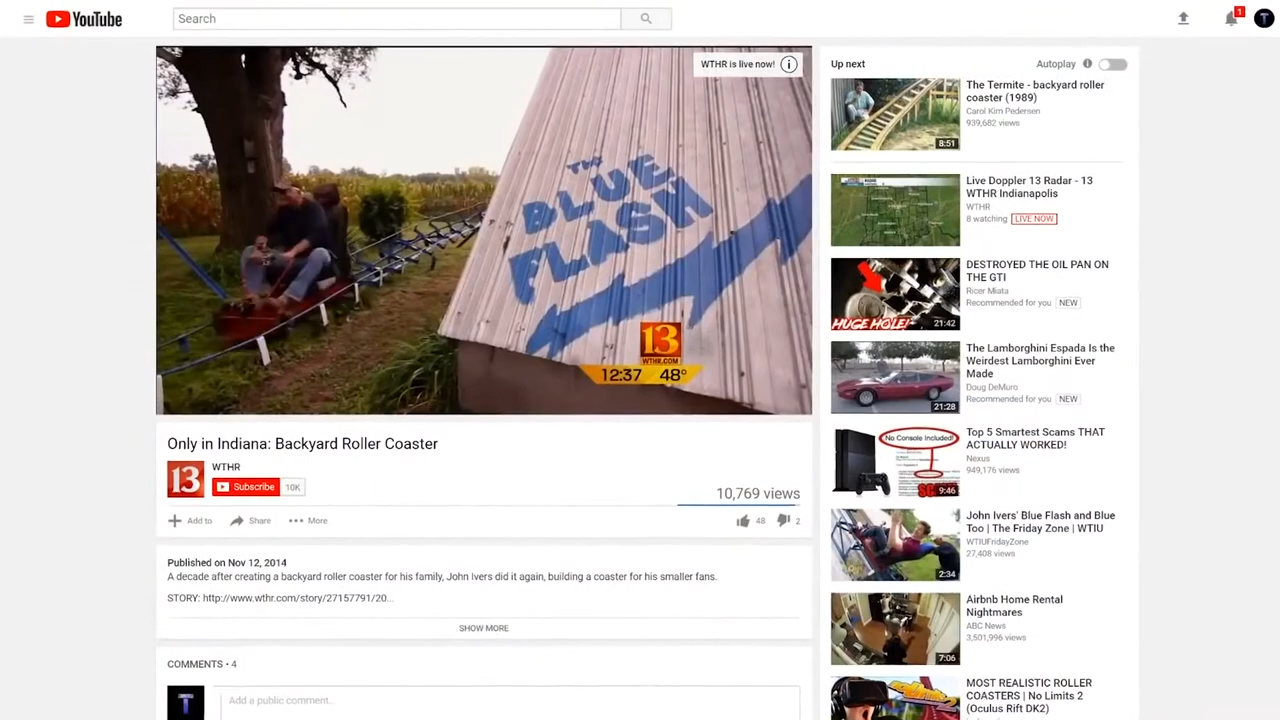 YouTube
Search
1
T
WTHR is live now!
THE
BLUE
FLASH
13
WTHR.COM
12:37 48°
Only in Indiana: Backyard Roller Coaster
13
WTHR
Subscribe 10K
10,769 views
Add to Share More
48 2
Published on Nov 12, 2014
A decade after creating a backyard roller coaster for his family, John Ivers did it again, building a coaster for his smaller fans.
STORY: http://www.wthr.com/story/27157791/20...
SHOW MORE
COMMENTS • 4
T
Add a public comment..
Up next
Autoplay
The Termite - backyard roller
coaster (1989)
Carol Kim Pedersen
939,682 views
8:51
Live Doppler 13 Radar - 13
WTHR Indianapolis
WTHR
8 watching LIVE NOW
DESTROYED THE OIL PAN ON
THE GTI
Ricer Miata
Recommended for you NEW
HUGE HOLE!
21:42
The Lamborghini Espada Is the
Weirdest Lamborghini Ever
Made
Doug DeMuro
Recommended for you NEW
21:28
Top 5 Smartest Scams THAT
ACTUALLY WORKED!
Nexus
949,176 views
No Console Included!
9:46
John Ivers' Blue Flash and Blue
Too | The Friday Zone | WTIU
WTIUFridayZone
27,408 views
2:34
Airbnb Home Rental
Nightmares
ABC News
3,501,996 views
7:06
MOST REALISTIC ROLLER
COASTERS | No Limits 2
(Oculus Rift DK2)